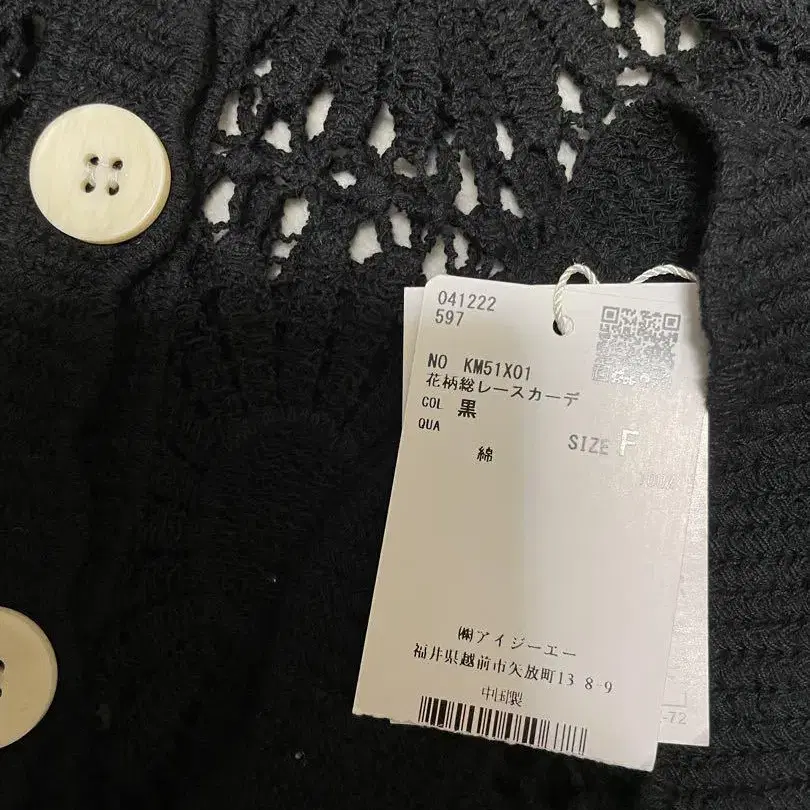 041222
597
NO KM51X01
花柄総レースカーデ
COL 黒
QUA
SIZE F
綿 100%
㈱アイジーエー
福井県越前市矢放町13 8-9
中国製
-72